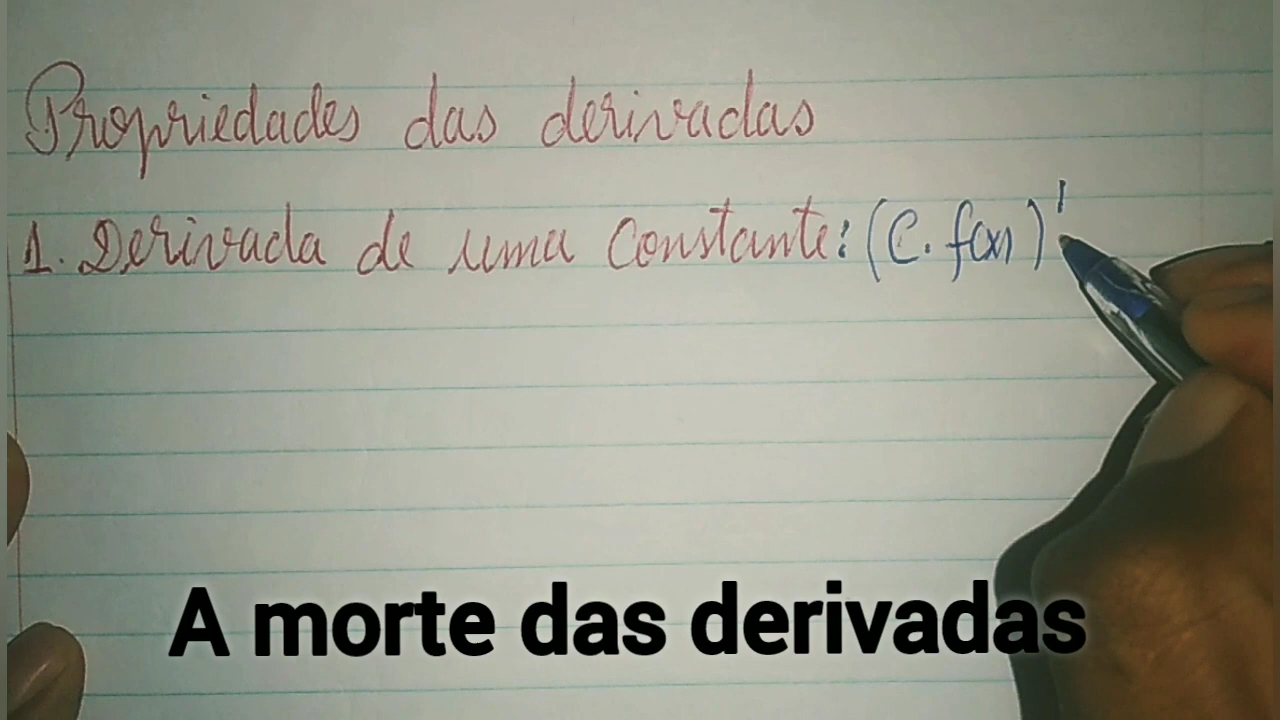 Propriedades das derivadas
1. Derivada de uma Constante: (C. f(x))'
A morte das derivadas